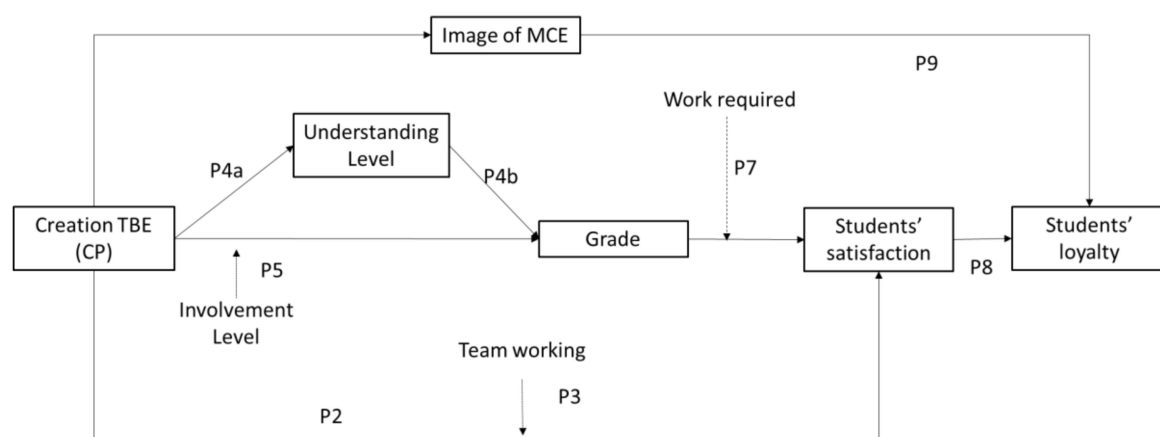 Image of MCE
P9
Work required
Understanding
Level
P4a
P4b
P7
Creation TBE
(CP)
Grade
Students’
satisfaction
Students’
loyalty
P5
P8
Involvement
Level
Team working
P3
P2